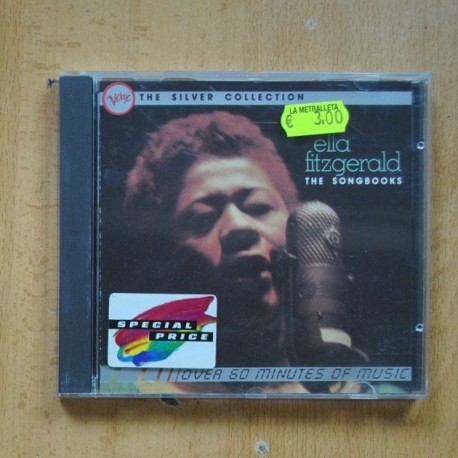 Verve
THE SILVER COLLECTION
LA METRALLETA
€ 3,00
ella
fitzgerald
THE SONGBOOKS
SPECIAL
PRICE
OVER 60 MINUTES OF MUSIC